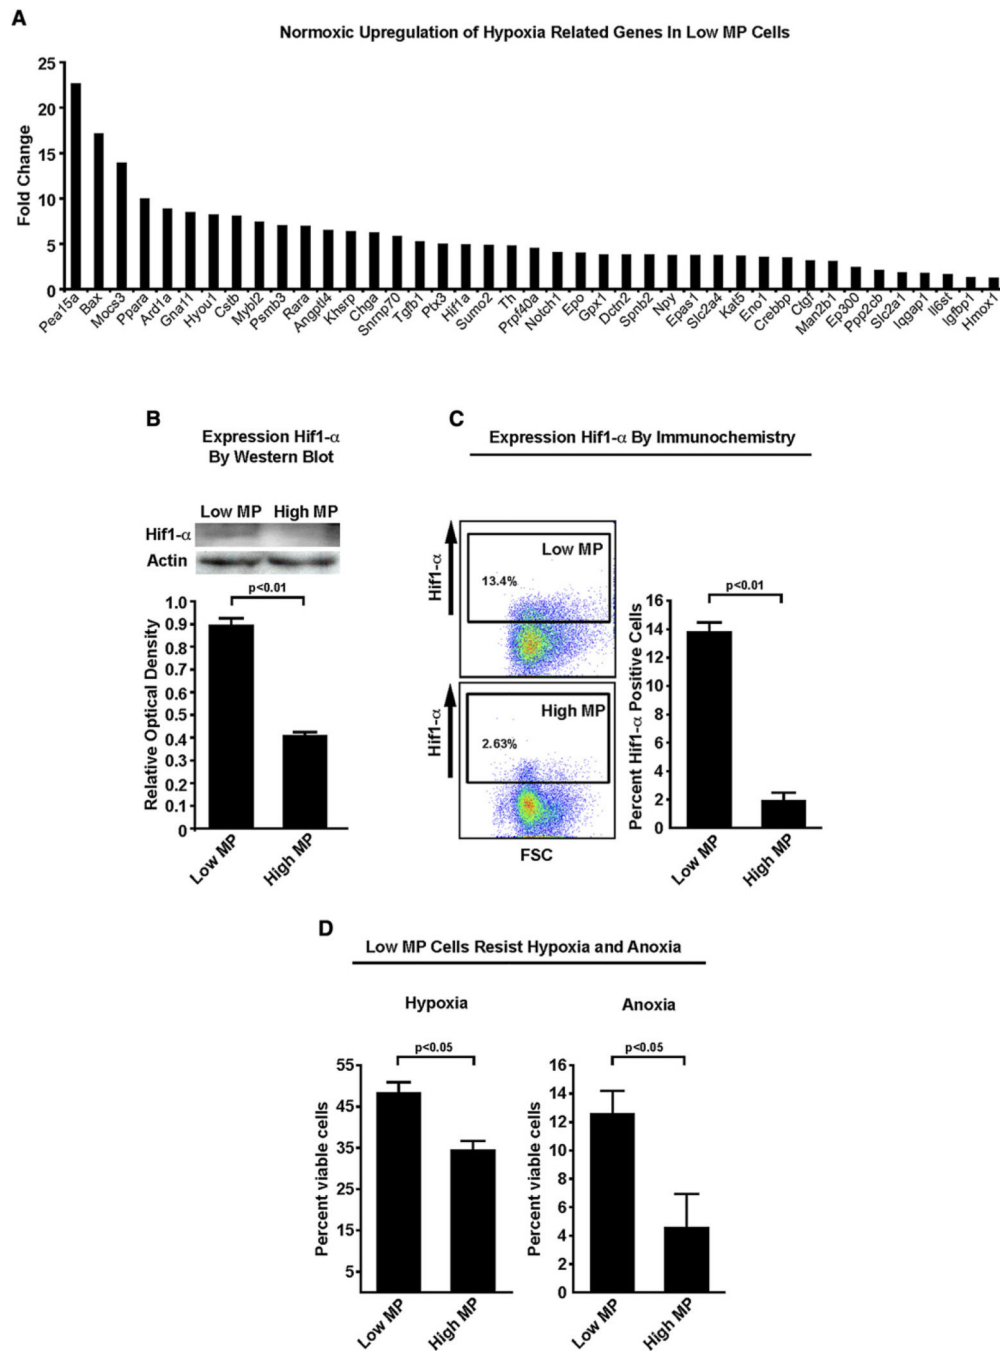 A
Normoxic Upregulation of Hypoxia Related Genes In Low MP Cells
Fold Change
25
20
15
10
5
0
Pea15a
Bax
Mocs3
Ppara
Ard1a
Gna11
Hyou1
Cstb
Mybl2
Psmb3
Rara
Angptl4
Khsrp
Chga
Snrnp70
Tgfb1
Plx3
Hif1a
Sumo2
Th
Prpf40a
Notch1
Epo
Gpx1
Dctn2
Spnb2
Npy
Epas1
Slc2a4
Kat5
Eno1
Crebbp
Ctgf
Man2b1
Ep300
Ppp2cb
Slc2a1
Iqgap1
Il6st
Igfbp1
Hmox1
B
Expression Hif1-α
By Western Blot
Low MP High MP
Hif1-α
Actin
p<0.01
Relative Optical Density
1.0
0.9
0.8
0.7
0.6
0.5
0.4
0.3
0.2
0.1
0
Low MP
High MP
C
Expression Hif1-α By Immunochemistry
Hif1-α
Low MP
13.4%
Hif1-α
High MP
2.63%
FSC
p<0.01
Percent Hif1-α Positive Cells
16
14
12
10
8
6
4
2
0
Low MP
High MP
D
Low MP Cells Resist Hypoxia and Anoxia
Hypoxia
p<0.05
Percent viable cells
55
45
35
25
15
5
Low MP
High MP
Anoxia
p<0.05
Percent viable cells
16
14
12
10
8
6
4
2
0
Low MP
High MP